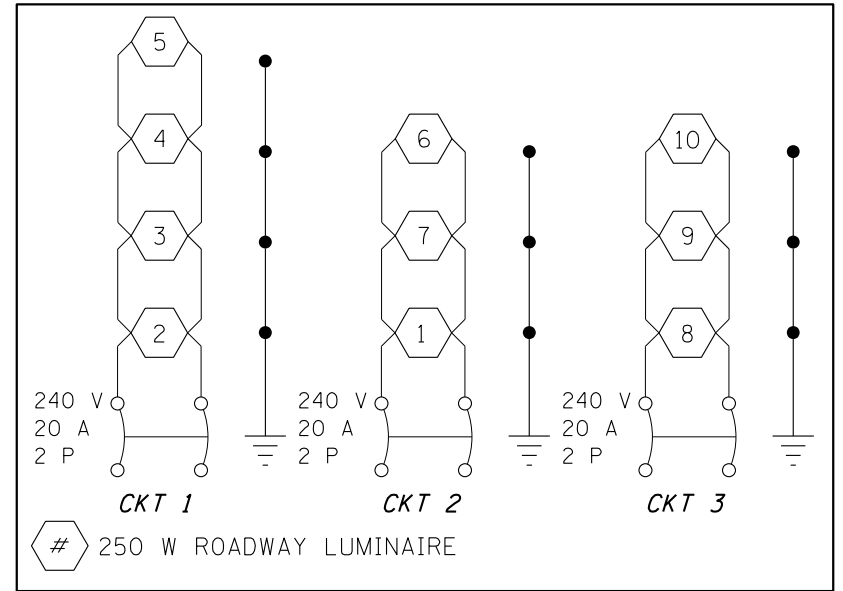 5
4
3
2
240 V
20 A
2 P
CKT 1
6
7
1
240 V
20 A
2 P
CKT 2
10
9
8
240 V
20 A
2 P
CKT 3
# 250 W ROADWAY LUMINAIRE